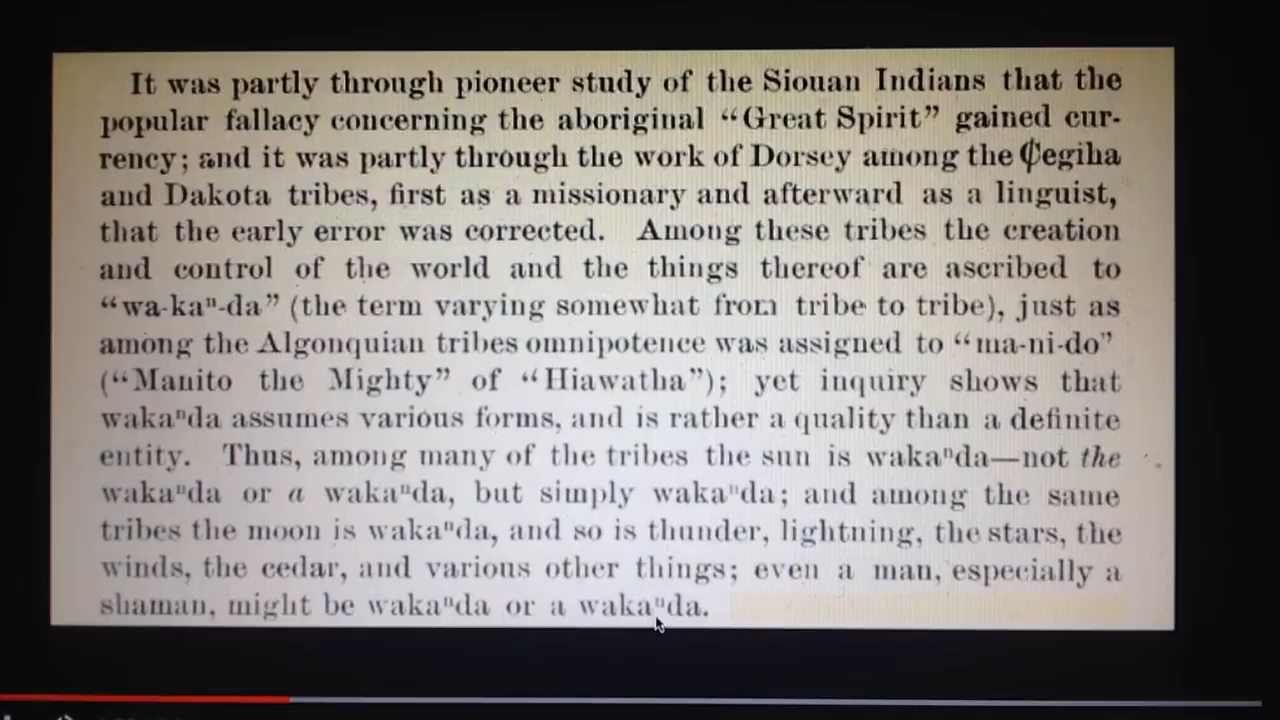 It was partly through pioneer study of the Siouan Indians that the
popular fallacy concerning the aboriginal “Great Spirit” gained cur-
rency; and it was partly through the work of Dorsey among the ₵egiha
and Dakota tribes, first as a missionary and afterward as a linguist,
that the early error was corrected. Among these tribes the creation
and control of the world and the things thereof are ascribed to
“wa-kaⁿ-da” (the term varying somewhat from tribe to tribe), just as
among the Algonquian tribes omnipotence was assigned to “ma-ni-do”
(“Manito the Mighty” of “Hiawatha”); yet inquiry shows that
wakaⁿda assumes various forms, and is rather a quality than a definite
entity. Thus, among many of the tribes the sun is wakaⁿda—not the
wakaⁿda or a wakaⁿda, but simply wakaⁿda; and among the same
tribes the moon is wakaⁿda, and so is thunder, lightning, the stars, the
winds, the cedar, and various other things; even a man, especially a
shaman, might be wakaⁿda or a wakaⁿda.